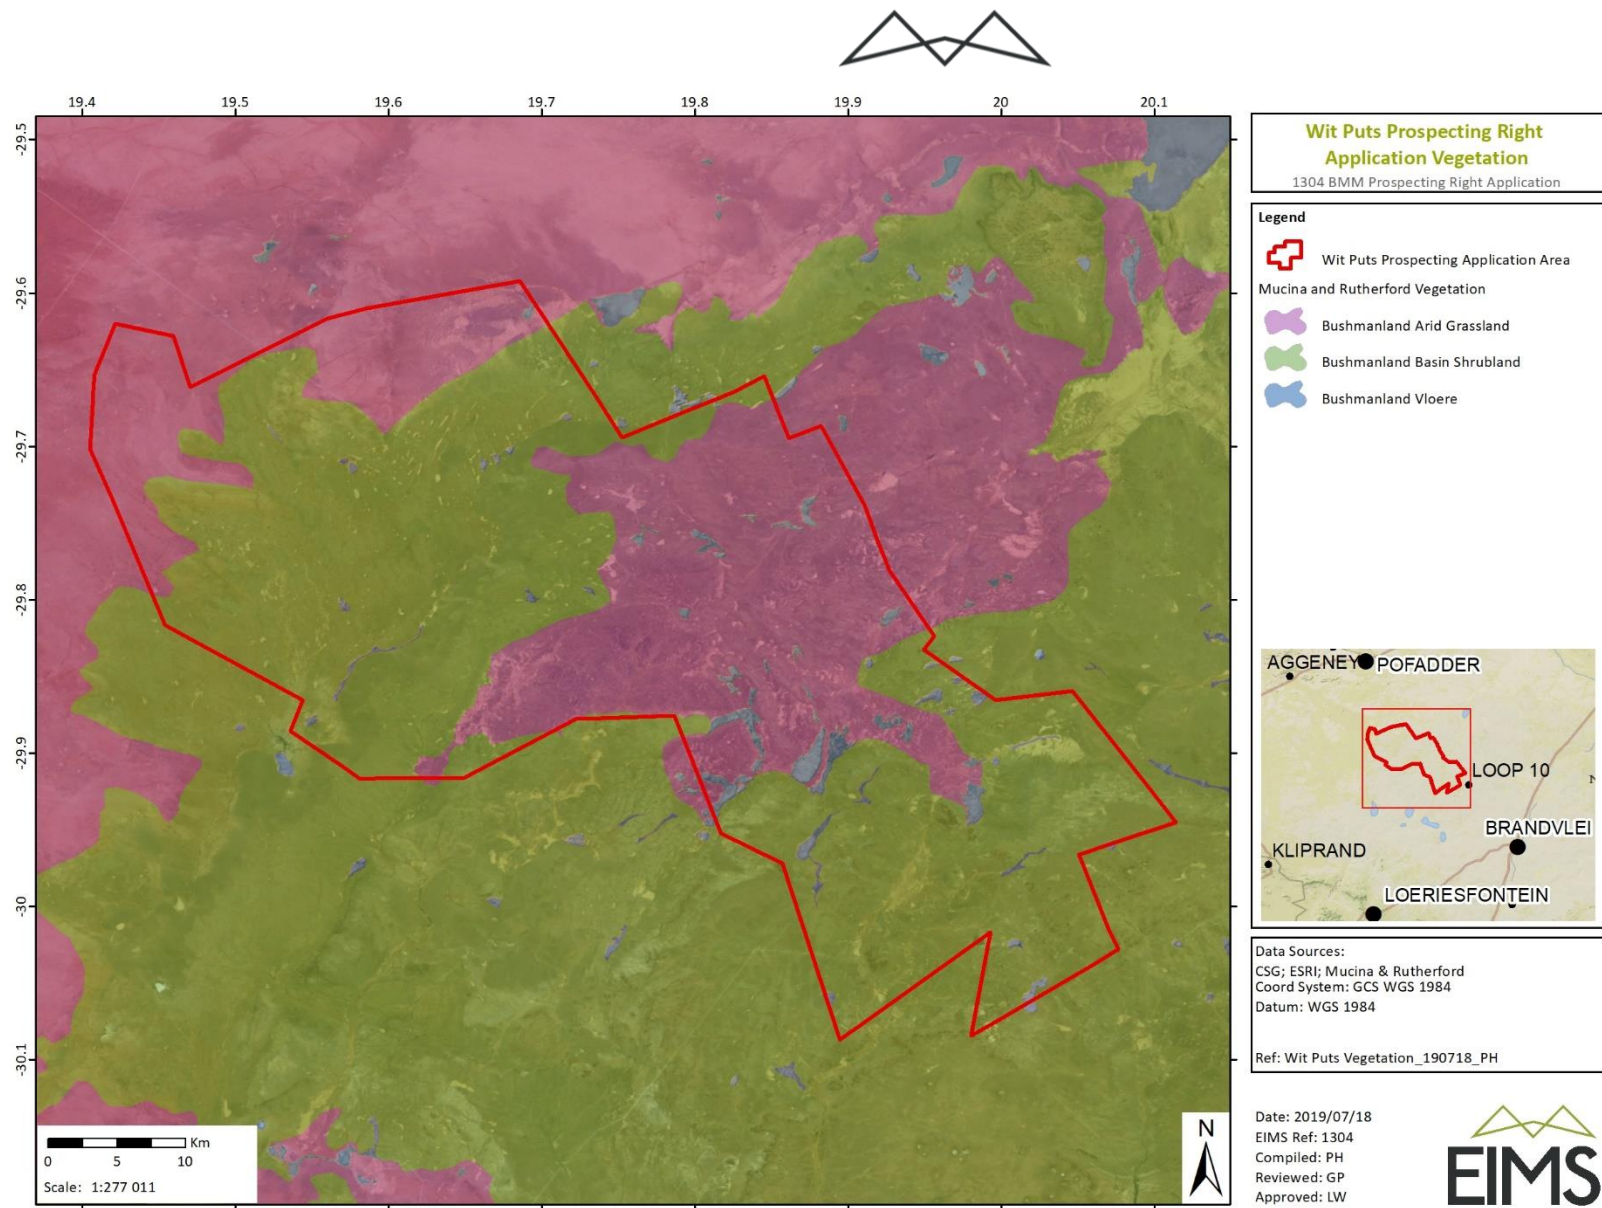 19.4 19.5 19.6 19.7 19.8 19.9 20 20.1
-29.5
-29.6
-29.7
-29.8
-29.9
-30
-30.1
0 5 10 Km
Scale: 1:277 011
N
Wit Puts Prospecting Right
Application Vegetation
1304 BMM Prospecting Right Application
Legend
Wit Puts Prospecting Application Area
Mucina and Rutherford Vegetation
Bushmanland Arid Grassland
Bushmanland Basin Shrubland
Bushmanland Vloere
AGGENEY POFADDER
LOOP 10
BRANDVLEI
KLIPRAND
LOERIESFONTEIN
Data Sources:
CSG; ESRI; Mucina & Rutherford
Coord System: GCS WGS 1984
Datum: WGS 1984
Ref: Wit Puts Vegetation_190718_PH
Date: 2019/07/18
EIMS Ref: 1304
Compiled: PH
Reviewed: GP
Approved: LW
EIMS